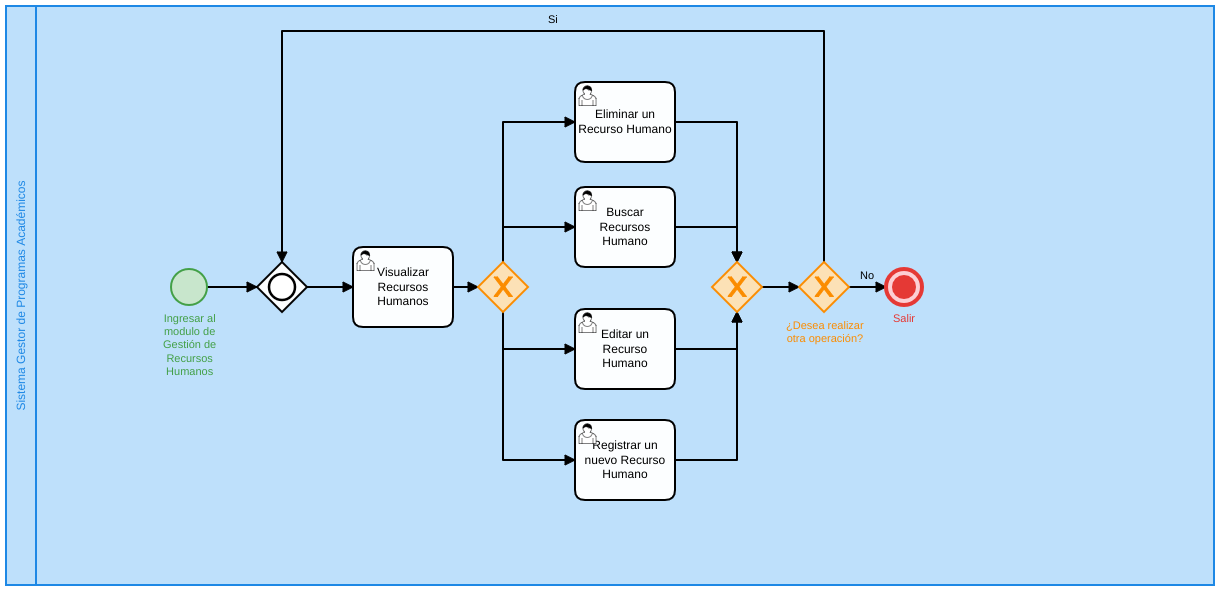 Sistema Gestor de Programas Académicos
Si
Eliminar un
Recurso Humano
Buscar
Recursos
Humano
Visualizar
Recursos
Humanos
Ingresar al
modulo de
Gestión de
Recursos
Humanos
Editar un
Recurso
Humano
Registrar un
nuevo Recurso
Humano
¿Desea realizar
otra operación?
No
Salir